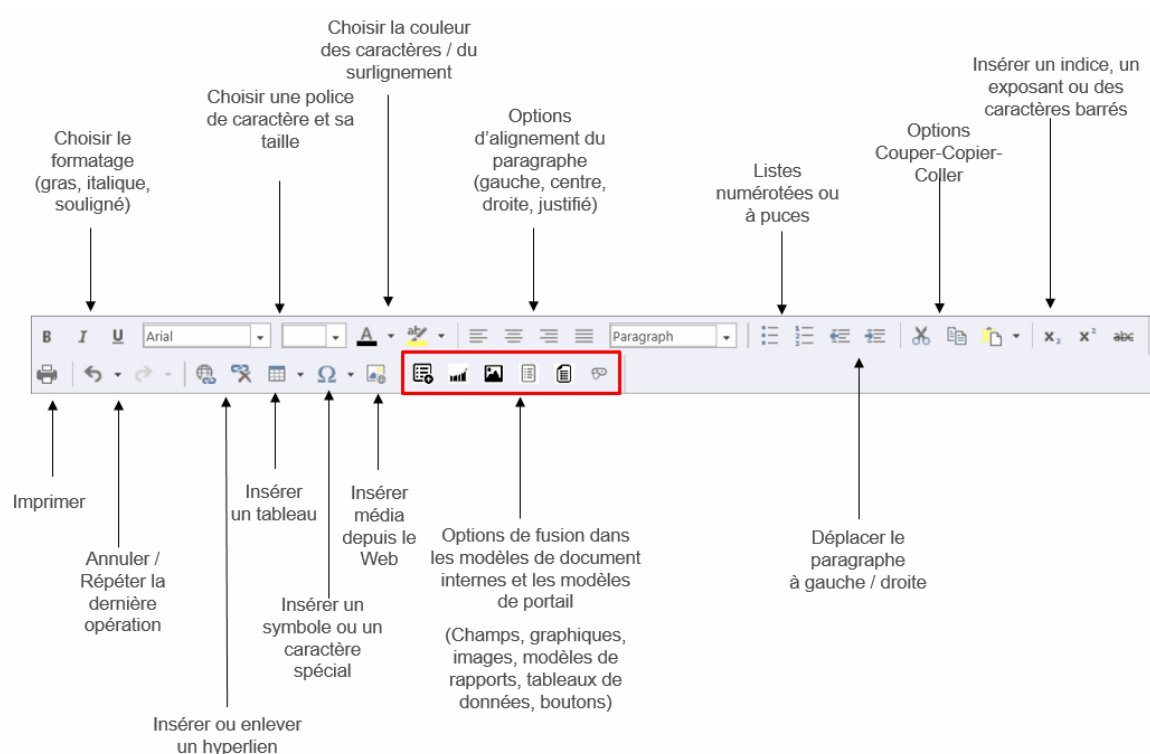 Choisir la couleur
des caractères / du
surlignement
Choisir une police
de caractère et sa
taille
Choisir le
formatage
(gras, italique,
souligné)
Options
d'alignement du
paragraphe
(gauche, centre,
droite, justifié)
Listes
numérotées ou
à puces
Options
Couper-Copier-
Coller
Insérer un indice, un
exposant ou des
caractères barrés
B I U Arial A aby Paragraph x₂ x² abc
Ω
Imprimer
Annuler /
Répéter la
dernière
opération
Insérer ou enlever
un hyperlien
Insérer
un tableau
Insérer un
symbole ou un
caractère
spécial
Insérer
média
depuis le
Web
Options de fusion dans
les modèles de document
internes et les modèles
de portail
(Champs, graphiques,
images, modèles de
rapports, tableaux de
données, boutons)
Déplacer le
paragraphe
à gauche / droite